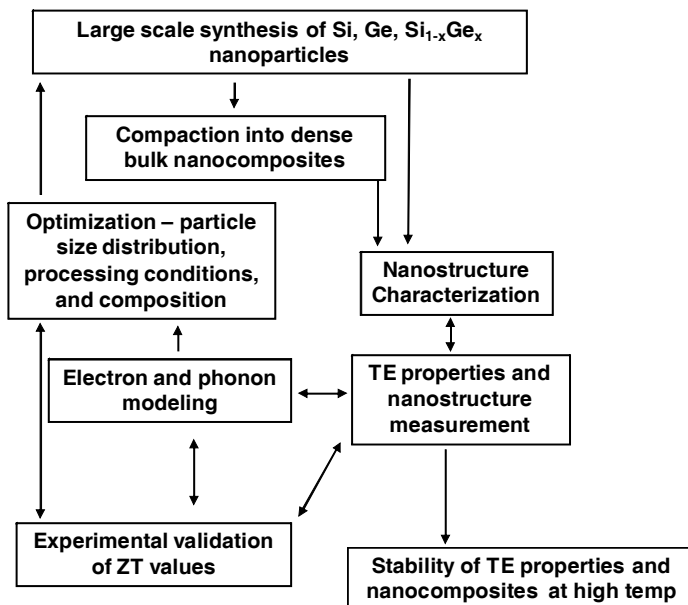 Large scale synthesis of Si, Ge, Si₁₋ₓGeₓ
nanoparticles
Compaction into dense
bulk nanocomposites
Optimization – particle
size distribution,
processing conditions,
and composition
Nanostructure
Characterization
Electron and phonon
modeling
TE properties and
nanostructure
measurement
Experimental validation
of ZT values
Stability of TE properties and
nanocomposites at high temp